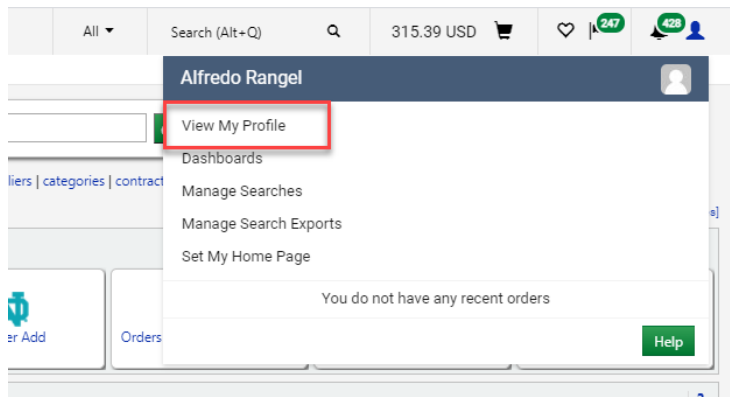 All
Search (Alt+Q)
315.39 USD
247
428
Alfredo Rangel
View My Profile
Dashboards
liers | categories | contract
Manage Searches
Manage Search Exports
Set My Home Page
You do not have any recent orders
er Add
Orders
Help